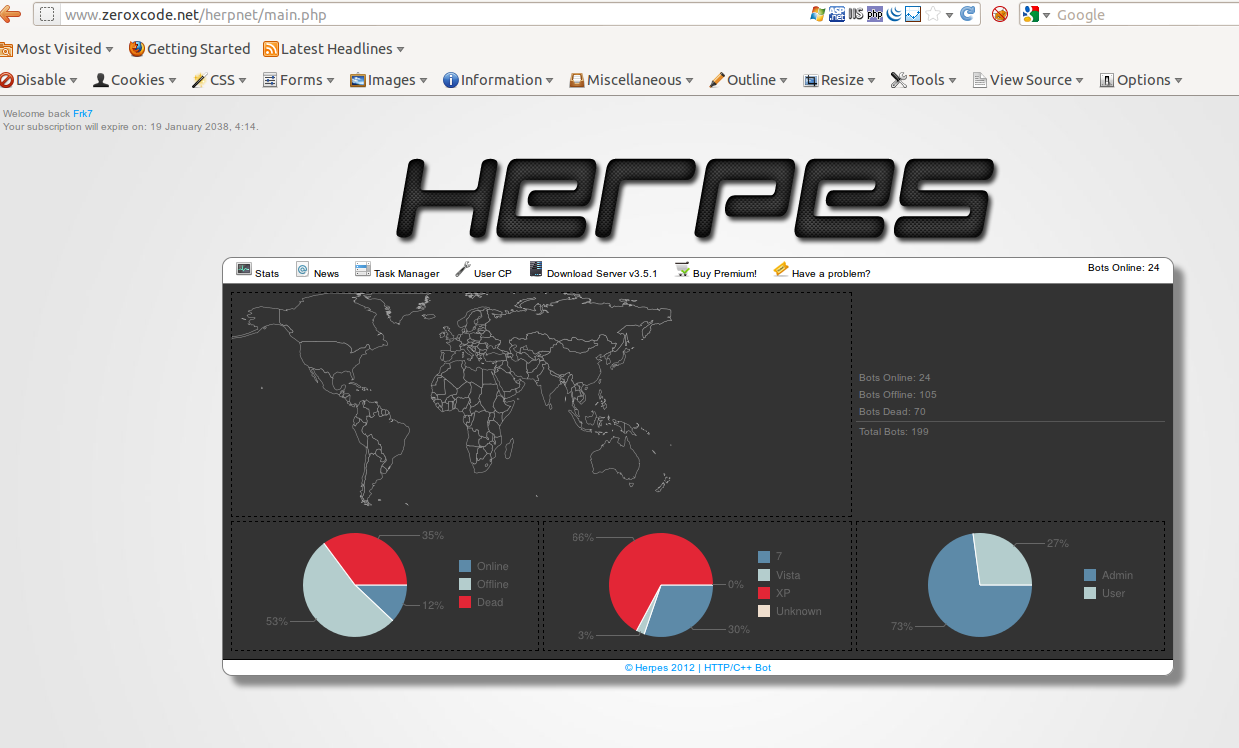 www.zeroxcode.net/herpnet/main.php
ASP.net IIS php
Google
Most Visited Getting Started Latest Headlines
Disable Cookies CSS Forms Images Information Miscellaneous Outline Resize Tools View Source Options
Welcome back Frk7
Your subscription will expire on: 19 January 2038, 4:14.
Herpes
Stats News Task Manager User CP Download Server v3.5.1 Buy Premium! Have a problem? Bots Online: 24
Bots Online: 24
Bots Offline: 105
Bots Dead: 70
Total Bots: 199
35%
12%
53%
Online
Offline
Dead
66%
0%
30%
3%
7
Vista
XP
Unknown
27%
73%
Admin
User
© Herpes 2012 | HTTP/C++ Bot